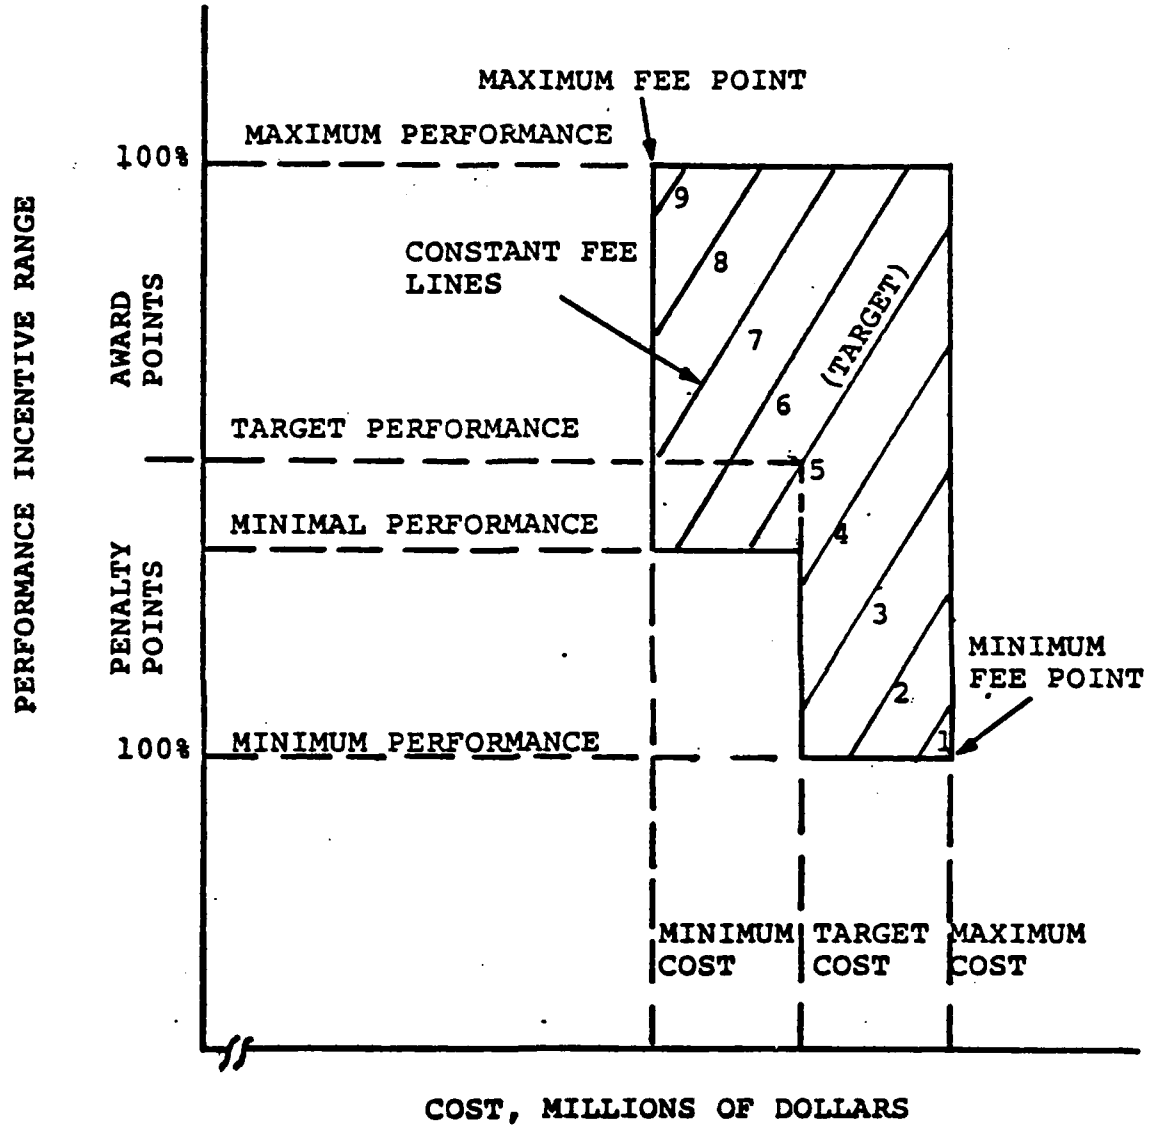 MAXIMUM FEE POINT
MAXIMUM PERFORMANCE
100%
9
CONSTANT FEE
LINES
8
7
(TARGET)
6
TARGET PERFORMANCE
5
MINIMAL PERFORMANCE
4
3
MINIMUM
FEE POINT
2
1
100%
MINIMUM PERFORMANCE
PERFORMANCE INCENTIVE RANGE
AWARD
POINTS
PENALTY
POINTS
MINIMUM
COST
TARGET
COST
MAXIMUM
COST
COST, MILLIONS OF DOLLARS